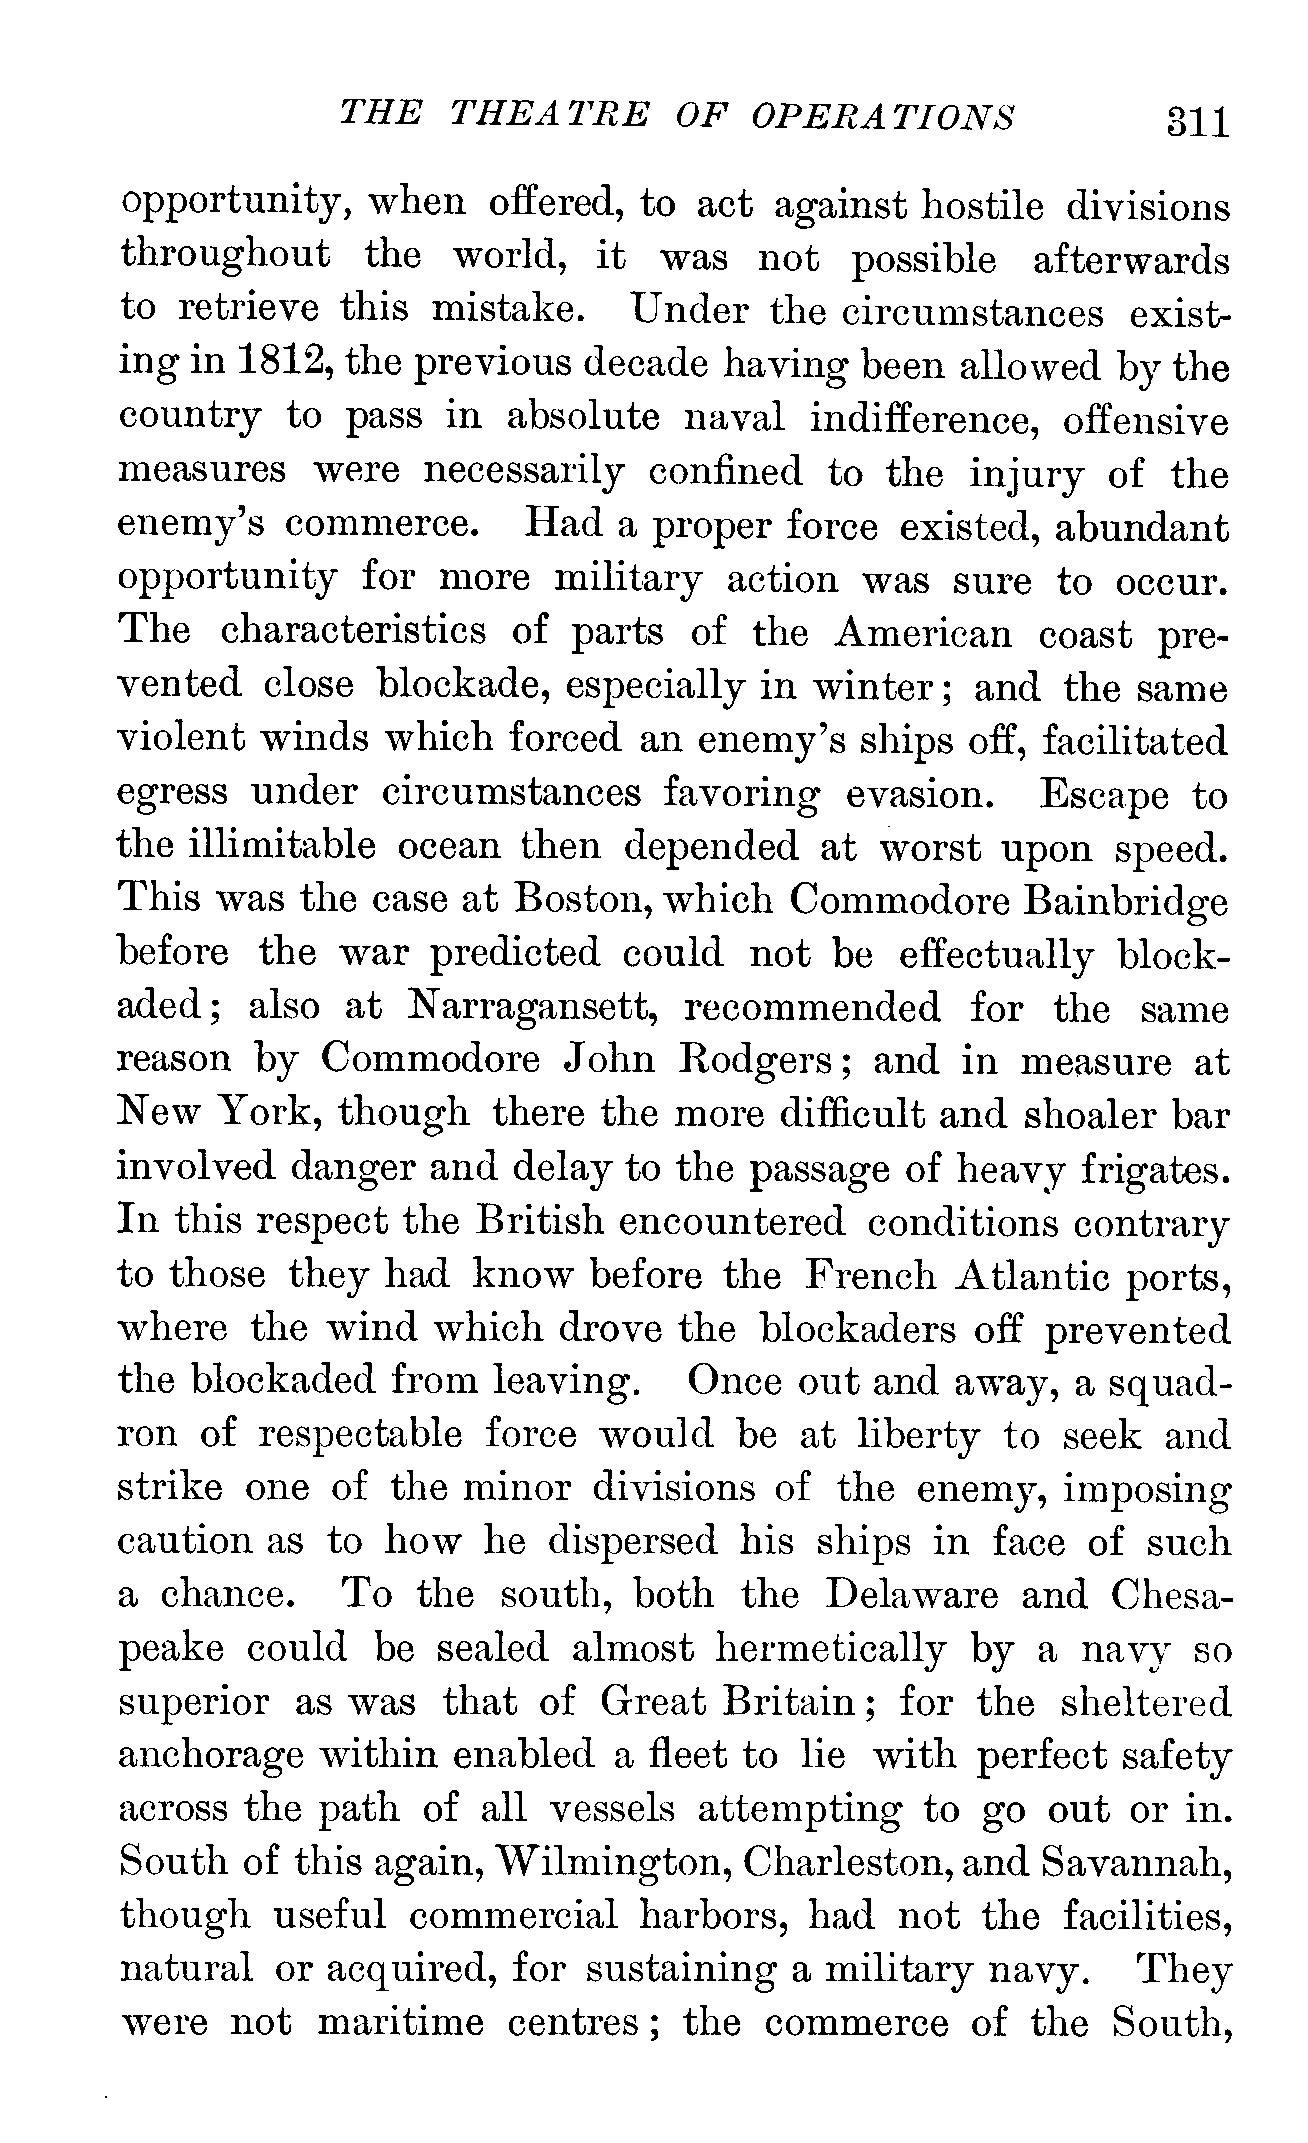 THE THEATRE OF OPERATIONS 311
opportunity, when offered, to act against hostile divisions
throughout the world, it was not possible afterwards
to retrieve this mistake. Under the circumstances exist-
ing in 1812, the previous decade having been allowed by the
country to pass in absolute naval indifference, offensive
measures were necessarily confined to the injury of the
enemy's commerce. Had a proper force existed, abundant
opportunity for more military action was sure to occur.
The characteristics of parts of the American coast pre-
vented close blockade, especially in winter; and the same
violent winds which forced an enemy's ships off, facilitated
egress under circumstances favoring evasion. Escape to
the illimitable ocean then depended at worst upon speed.
This was the case at Boston, which Commodore Bainbridge
before the war predicted could not be effectually block-
aded; also at Narragansett, recommended for the same
reason by Commodore John Rodgers; and in measure at
New York, though there the more difficult and shoaler bar
involved danger and delay to the passage of heavy frigates.
In this respect the British encountered conditions contrary
to those they had know before the French Atlantic ports,
where the wind which drove the blockaders off prevented
the blockaded from leaving. Once out and away, a squad-
ron of respectable force would be at liberty to seek and
strike one of the minor divisions of the enemy, imposing
caution as to how he dispersed his ships in face of such
a chance. To the south, both the Delaware and Chesa-
peake could be sealed almost hermetically by a navy so
superior as was that of Great Britain; for the sheltered
anchorage within enabled a fleet to lie with perfect safety
across the path of all vessels attempting to go out or in.
South of this again, Wilmington, Charleston, and Savannah,
though useful commercial harbors, had not the facilities,
natural or acquired, for sustaining a military navy. They
were not maritime centres; the commerce of the South,